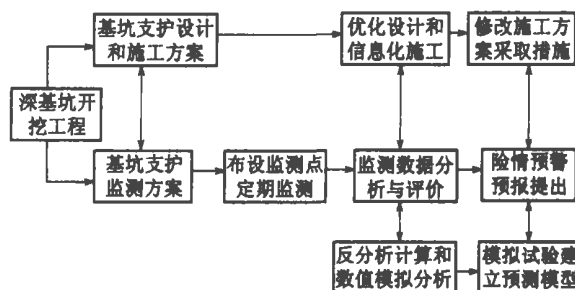 基坑支护设计
和施工方案
优化设计和
信息化施工
修改施工方
案采取措施
深基坑开
挖工程
基坑支护
监测方案
布设监测点
定期监测
监测数据分
析与评价
险情预警
预报提出
反分析计算和
数值模拟分析
模拟试验建
立预测模型